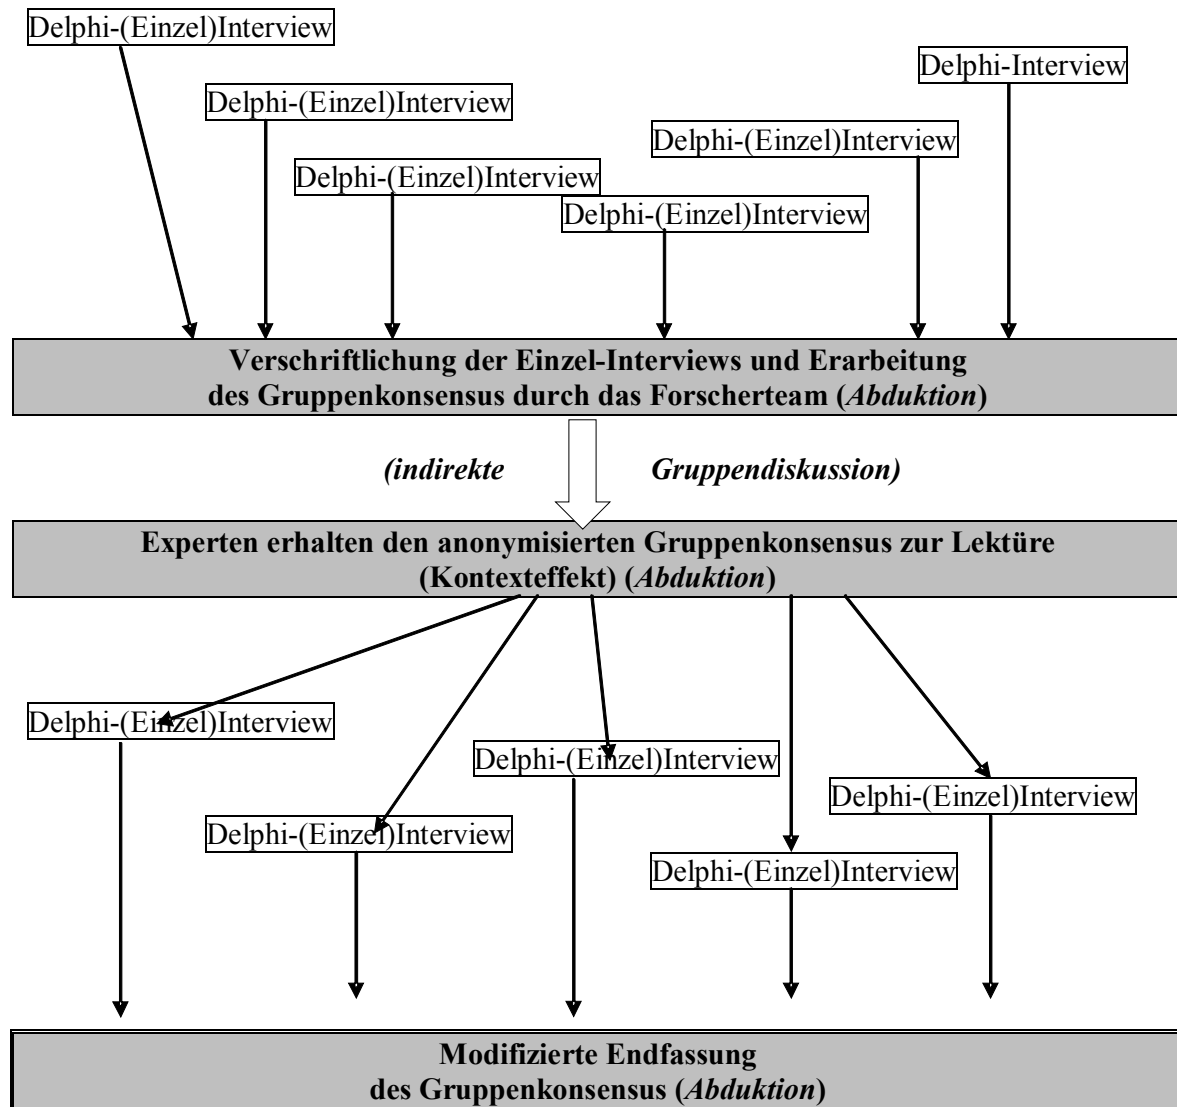 Delphi-(Einzel)Interview
Delphi-Interview
Delphi-(Einzel)Interview
Delphi-(Einzel)Interview
Delphi-(Einzel)Interview
Delphi-(Einzel)Interview
Verschriftlichung der Einzel-Interviews und Erarbeitung
des Gruppenkonsensus durch das Forscherteam (Abduktion)
(indirekte Gruppendiskussion)
Experten erhalten den anonymisierten Gruppenkonsensus zur Lektüre
(Kontexteffekt) (Abduktion)
Delphi-(Einzel)Interview
Delphi-(Einzel)Interview
Delphi-(Einzel)Interview
Delphi-(Einzel)Interview
Delphi-(Einzel)Interview
Modifizierte Endfassung
des Gruppenkonsensus (Abduktion)